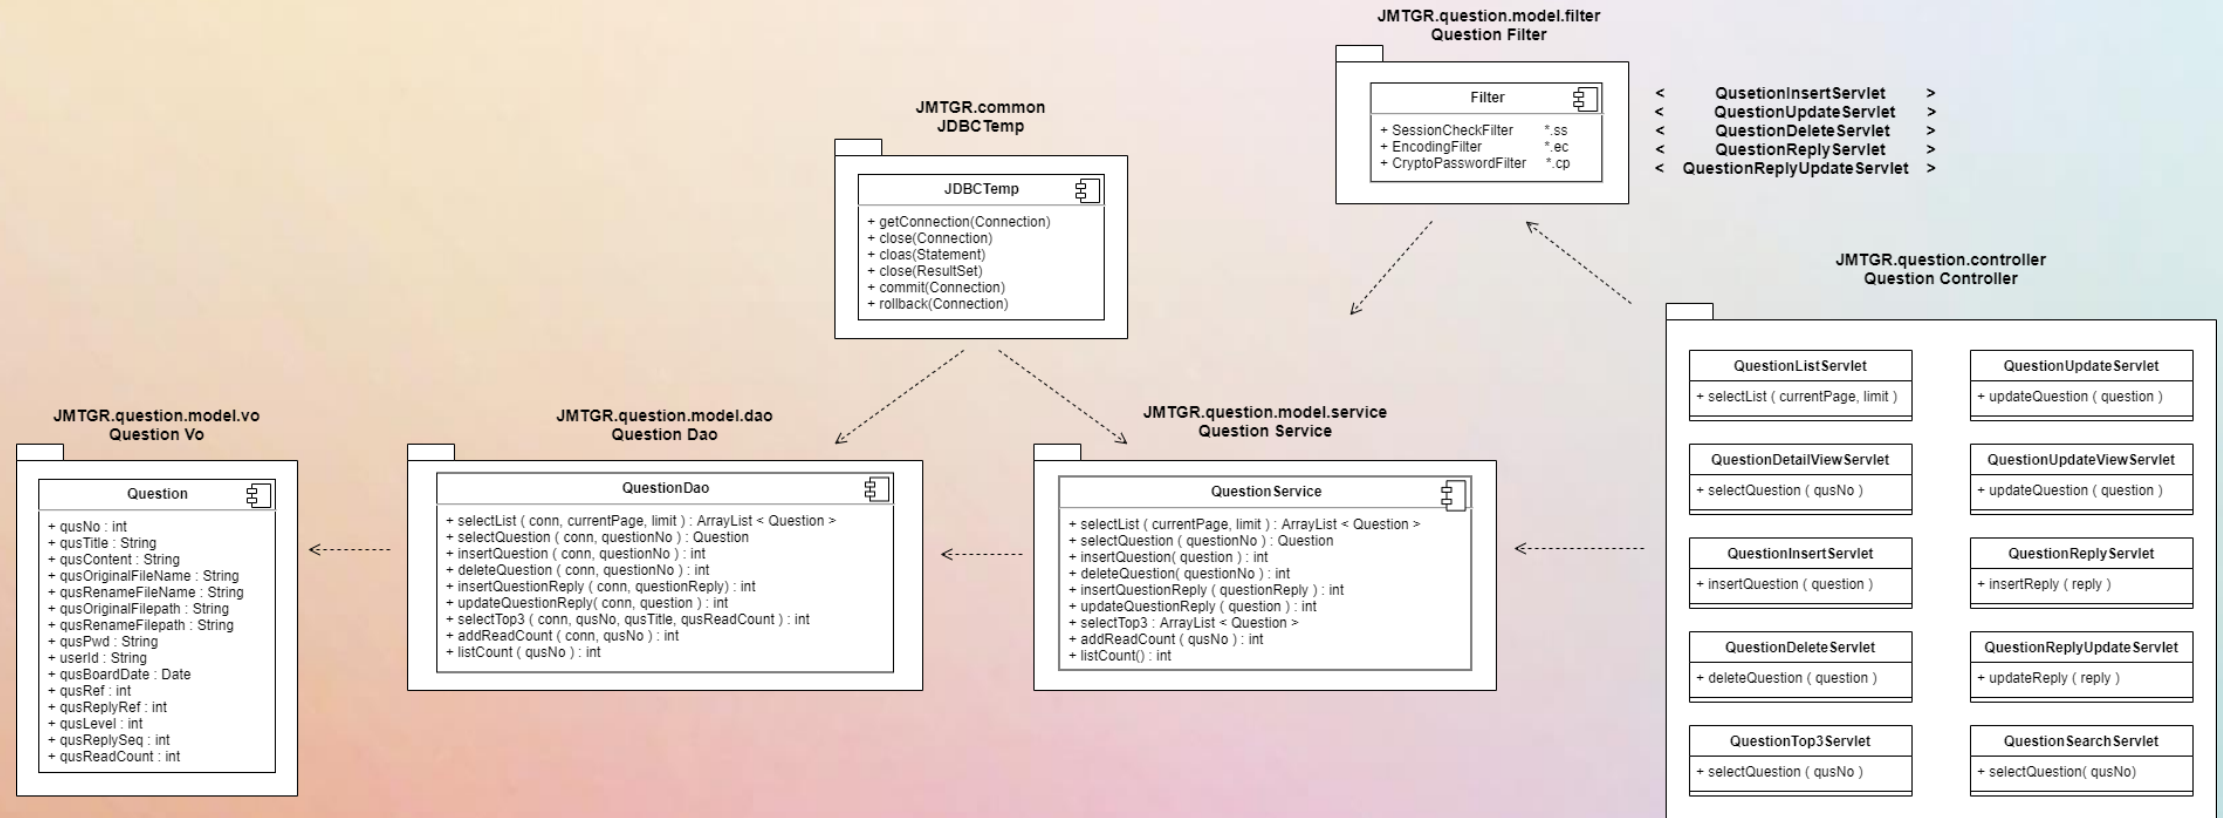 JMTGR.question.model.filter
Question Filter
Filter
+ SessionCheckFilter *.ss
+ EncodingFilter *.ec
+ CryptoPasswordFilter *.cp
< QusetionInsertServlet >
< QuestionUpdateServlet >
< QuestionDeleteServlet >
< QuestionReplyServlet >
< QuestionReplyUpdateServlet >
JMTGR.common
JDBCTemp
JDBCTemp
+ getConnection(Connection)
+ close(Connection)
+ cloas(Statement)
+ close(ResultSet)
+ commit(Connection)
+ rollback(Connection)
JMTGR.question.model.vo
Question Vo
Question
+ qusNo : int
+ qusTitle : String
+ qusContent : String
+ qusOriginalFileName : String
+ qusRenameFileName : String
+ qusOriginalFilepath : String
+ qusRenameFilepath : String
+ qusPwd : String
+ userId : String
+ qusBoardDate : Date
+ qusRef : int
+ qusReplyRef : int
+ qusLevel : int
+ qusReplySeq : int
+ qusReadCount : int
JMTGR.question.model.dao
Question Dao
QuestionDao
+ selectList ( conn, currentPage, limit ) : ArrayList < Question >
+ selectQuestion ( conn, questionNo ) : Question
+ insertQuestion ( conn, questionNo ) : int
+ deleteQuestion ( conn, questionNo ) : int
+ insertQuestionReply ( conn, questionReply) : int
+ updateQuestionReply( conn, question ) : int
+ selectTop3 ( conn, qusNo, qusTitle, qusReadCount ) : int
+ addReadCount ( conn, qusNo ) : int
+ listCount ( qusNo ) : int
JMTGR.question.model.service
Question Service
QuestionService
+ selectList ( currentPage, limit ) : ArrayList < Question >
+ selectQuestion ( questionNo ) : Question
+ insertQuestion( question ) : int
+ deleteQuestion( questionNo ) : int
+ insertQuestionReply ( questionReply ) : int
+ updateQuestionReply ( question ) : int
+ selectTop3 : ArrayList < Question >
+ addReadCount ( qusNo ) : int
+ listCount() : int
JMTGR.question.controller
Question Controller
QuestionListServlet
+ selectList ( currentPage, limit )
QuestionUpdateServlet
+ updateQuestion ( question )
QuestionDetailViewServlet
+ selectQuestion ( qusNo )
QuestionUpdateViewServlet
+ updateQuestion ( question )
QuestionInsertServlet
+ insertQuestion ( question )
QuestionReplyServlet
+ insertReply ( reply )
QuestionDeleteServlet
+ deleteQuestion ( question )
QuestionReplyUpdateServlet
+ updateReply ( reply )
QuestionTop3Servlet
+ selectQuestion ( qusNo )
QuestionSearchServlet
+ selectQuestion( qusNo)